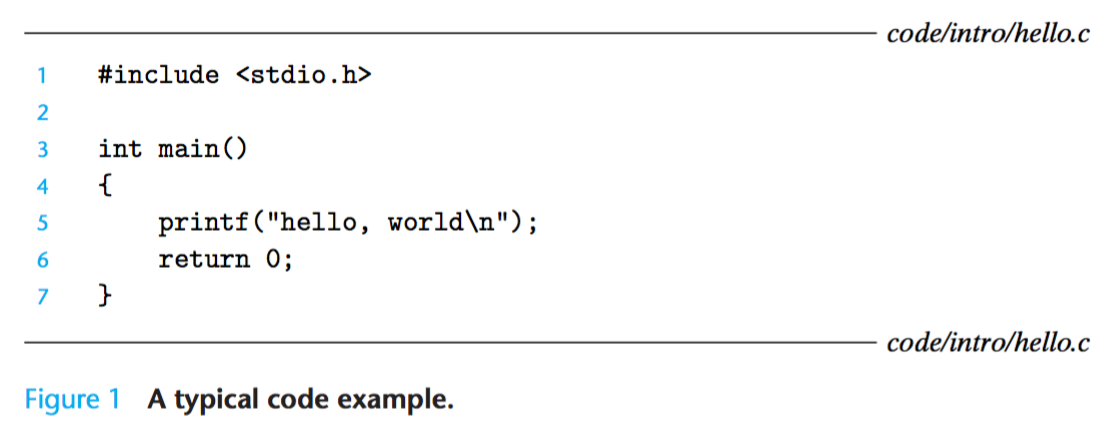 code/intro/hello.c
1 #include <stdio.h>
2
3 int main()
4 {
5     printf("hello, world\n");
6     return 0;
7 }
code/intro/hello.c
Figure 1 A typical code example.